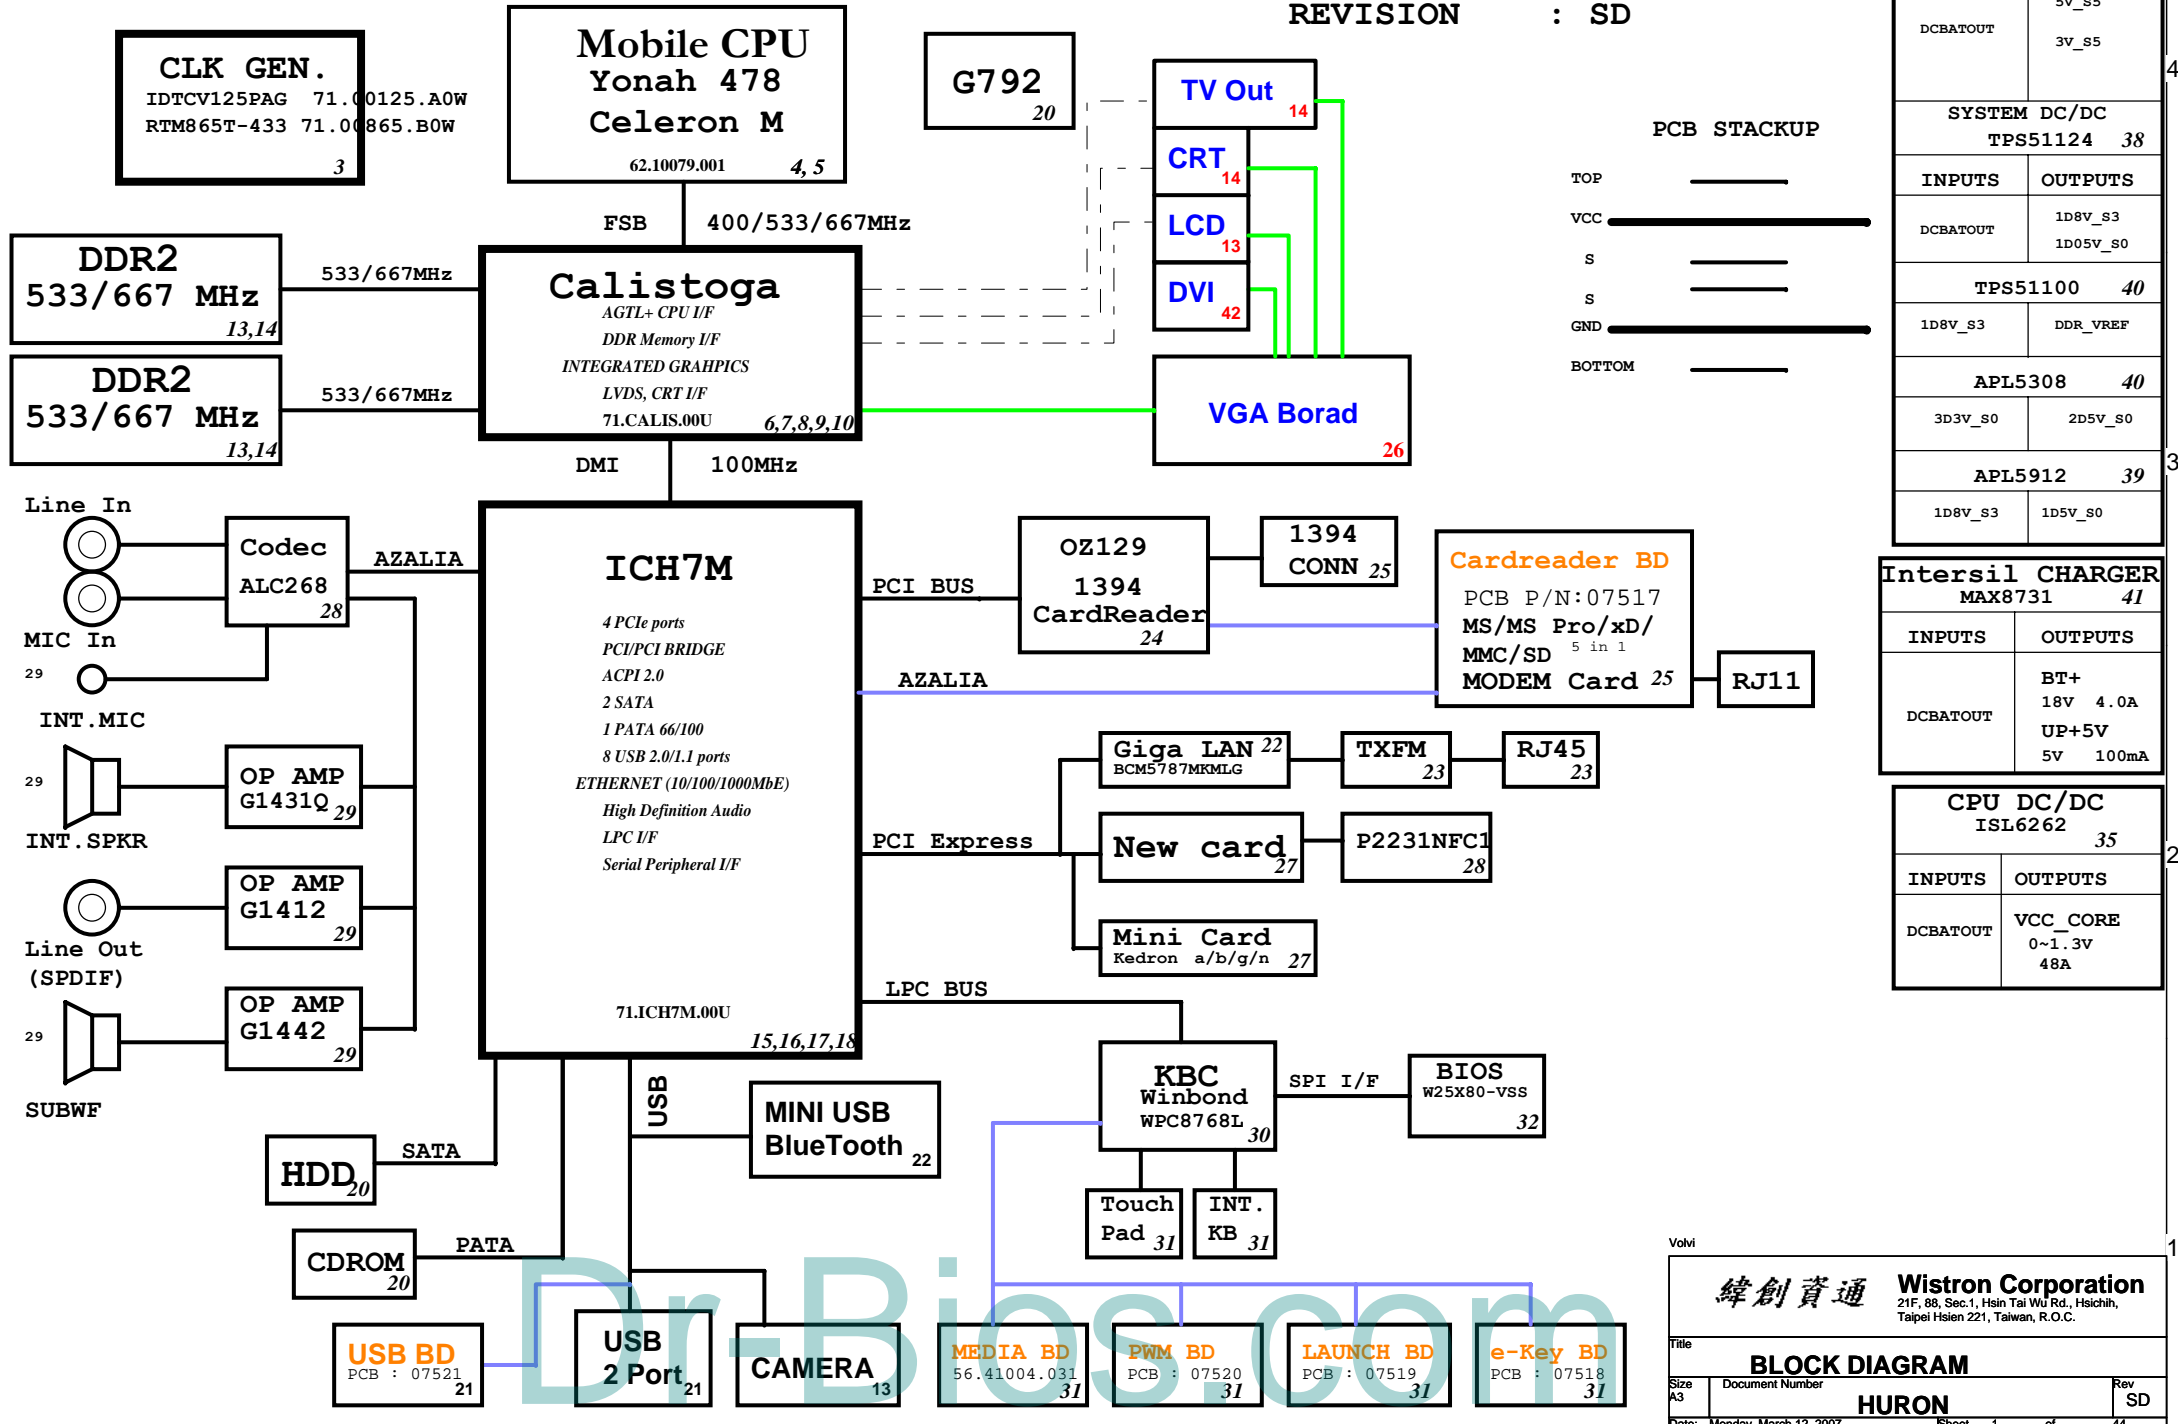 REVISION : SD
CLK GEN.
IDTCV125PAG 71.00125.A0W
RTM865T-433 71.00865.B0W
3
Mobile CPU
Yonah 478
Celeron M
62.10079.001
4, 5
G792
20
TV Out
14
CRT
14
LCD
13
DVI
42
VGA Borad
26
FSB
400/533/667MHz
DDR2
533/667 MHz
13,14
533/667MHz
DDR2
533/667 MHz
13,14
533/667MHz
Calistoga
AGTL+ CPU I/F
DDR Memory I/F
INTEGRATED GRAHPICS
LVDS, CRT I/F
71.CALIS.00U
6,7,8,9,10
DMI
100MHz
PCB STACKUP
TOP
VCC
S
S
GND
BOTTOM
DCBATOUT
5V_S5
3V_S5
SYSTEM DC/DC
TPS51124 38
INPUTS OUTPUTS
DCBATOUT
1D8V_S3
1D05V_S0
TPS51100 40
1D8V_S3 DDR_VREF
APL5308 40
3D3V_S0 2D5V_S0
APL5912 39
1D8V_S3 1D5V_S0
Intersil CHARGER
MAX8731 41
INPUTS OUTPUTS
DCBATOUT
BT+
18V 4.0A
UP+5V
5V 100mA
CPU DC/DC
ISL6262
35
INPUTS OUTPUTS
DCBATOUT
VCC_CORE
0~1.3V
48A
4
3
2
1
Line In
MIC In
29
INT.MIC
Codec
ALC268
28
AZALIA
29
INT.SPKR
OP AMP
G1431Q
29
Line Out
(SPDIF)
OP AMP
G1412
29
29
SUBWF
OP AMP
G1442
29
ICH7M
4 PCIe ports
PCI/PCI BRIDGE
ACPI 2.0
2 SATA
1 PATA 66/100
8 USB 2.0/1.1 ports
ETHERNET (10/100/1000MbE)
High Definition Audio
LPC I/F
Serial Peripheral I/F
71.ICH7M.00U
15,16,17,18
PCI BUS
OZ129
1394
CardReader
24
1394
CONN 25
Cardreader BD
PCB P/N:07517
MS/MS Pro/xD/
MMC/SD 5 in 1
MODEM Card 25
RJ11
AZALIA
Giga LAN 22
BCM5787MKMLG
TXFM
23
RJ45
23
PCI Express
New card
27
P2231NFC1
28
Mini Card
Kedron a/b/g/n 27
LPC BUS
KBC
Winbond
WPC8768L
30
SPI I/F
BIOS
W25X80-VSS
32
Touch
Pad 31
INT.
KB 31
USB
MINI USB
BlueTooth 22
SATA
HDD
20
PATA
CDROM
20
USB BD
PCB : 07521
21
USB
2 Port
21
CAMERA
13
MEDIA BD
56.41004.031
31
PWM BD
PCB : 07520
31
LAUNCH BD
PCB : 07519
31
e-Key BD
PCB : 07518
31
Dr-Bios.com
Volvi
緯創資通
Wistron Corporation
21F, 88, Sec.1, Hsin Tai Wu Rd., Hsichih,
Taipei Hsien 221, Taiwan, R.O.C.
Title
BLOCK DIAGRAM
Size
A3
Document Number
HURON
Rev
SD
Date: Monday, March 12, 2007 Sheet 1 of 44